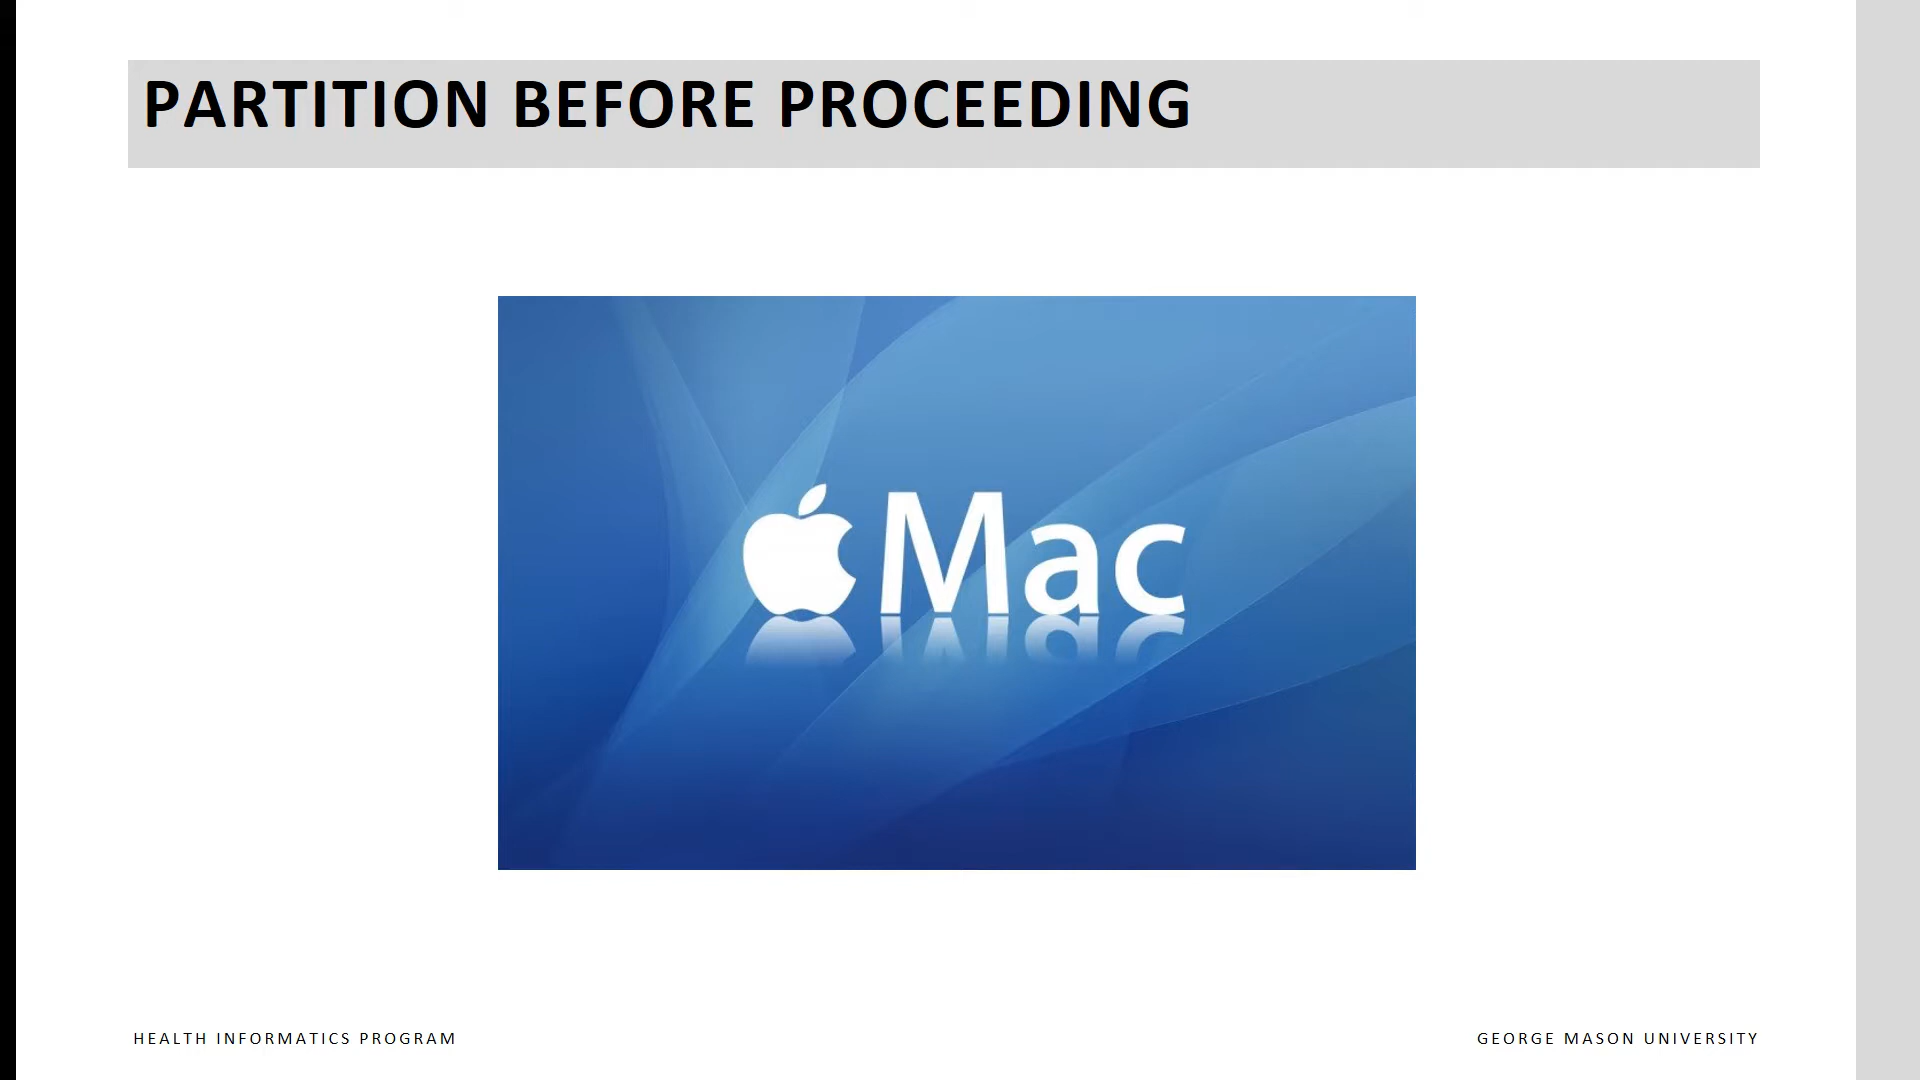 PARTITION BEFORE PROCEEDING
Mac
HEALTH INFORMATICS PROGRAM
GEORGE MASON UNIVERSITY